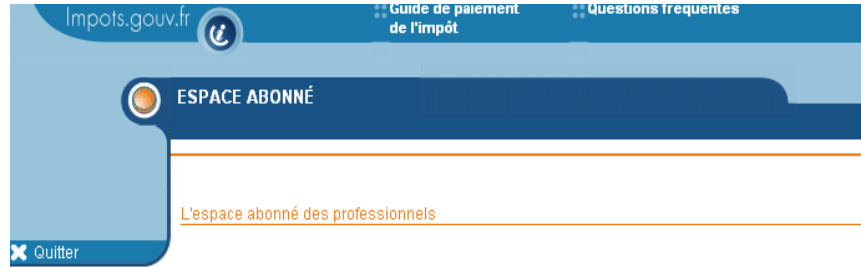 Impots.gouv.fr
Guide de paiement
de l'impôt
Questions fréquentes
ESPACE ABONNÉ
L'espace abonné des professionnels
Quitter